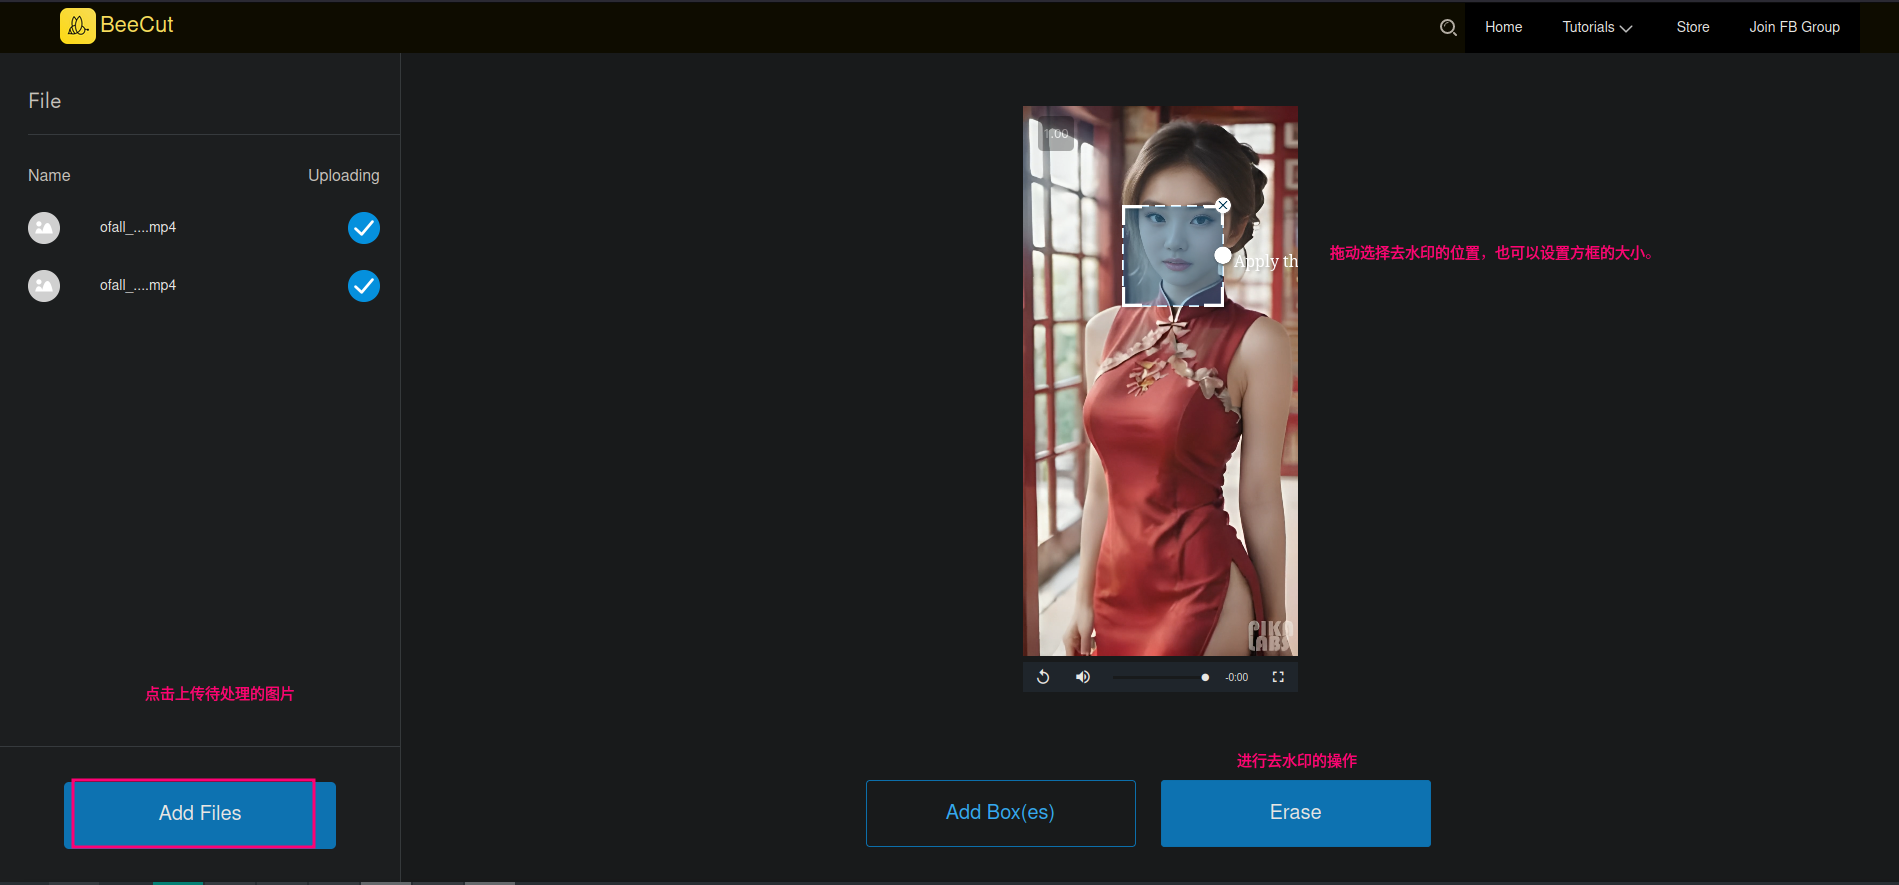 BeeCut
Home
Tutorials
Store
Join FB Group
File
Name
Uploading
ofall_....mp4
ofall_....mp4
1.00
Apply th
拖动选择去水印的位置，也可以设置方框的大小。
PIKA
LABS
-0:00
点击上传待处理的图片
进行去水印的操作
Add Files
Add Box(es)
Erase